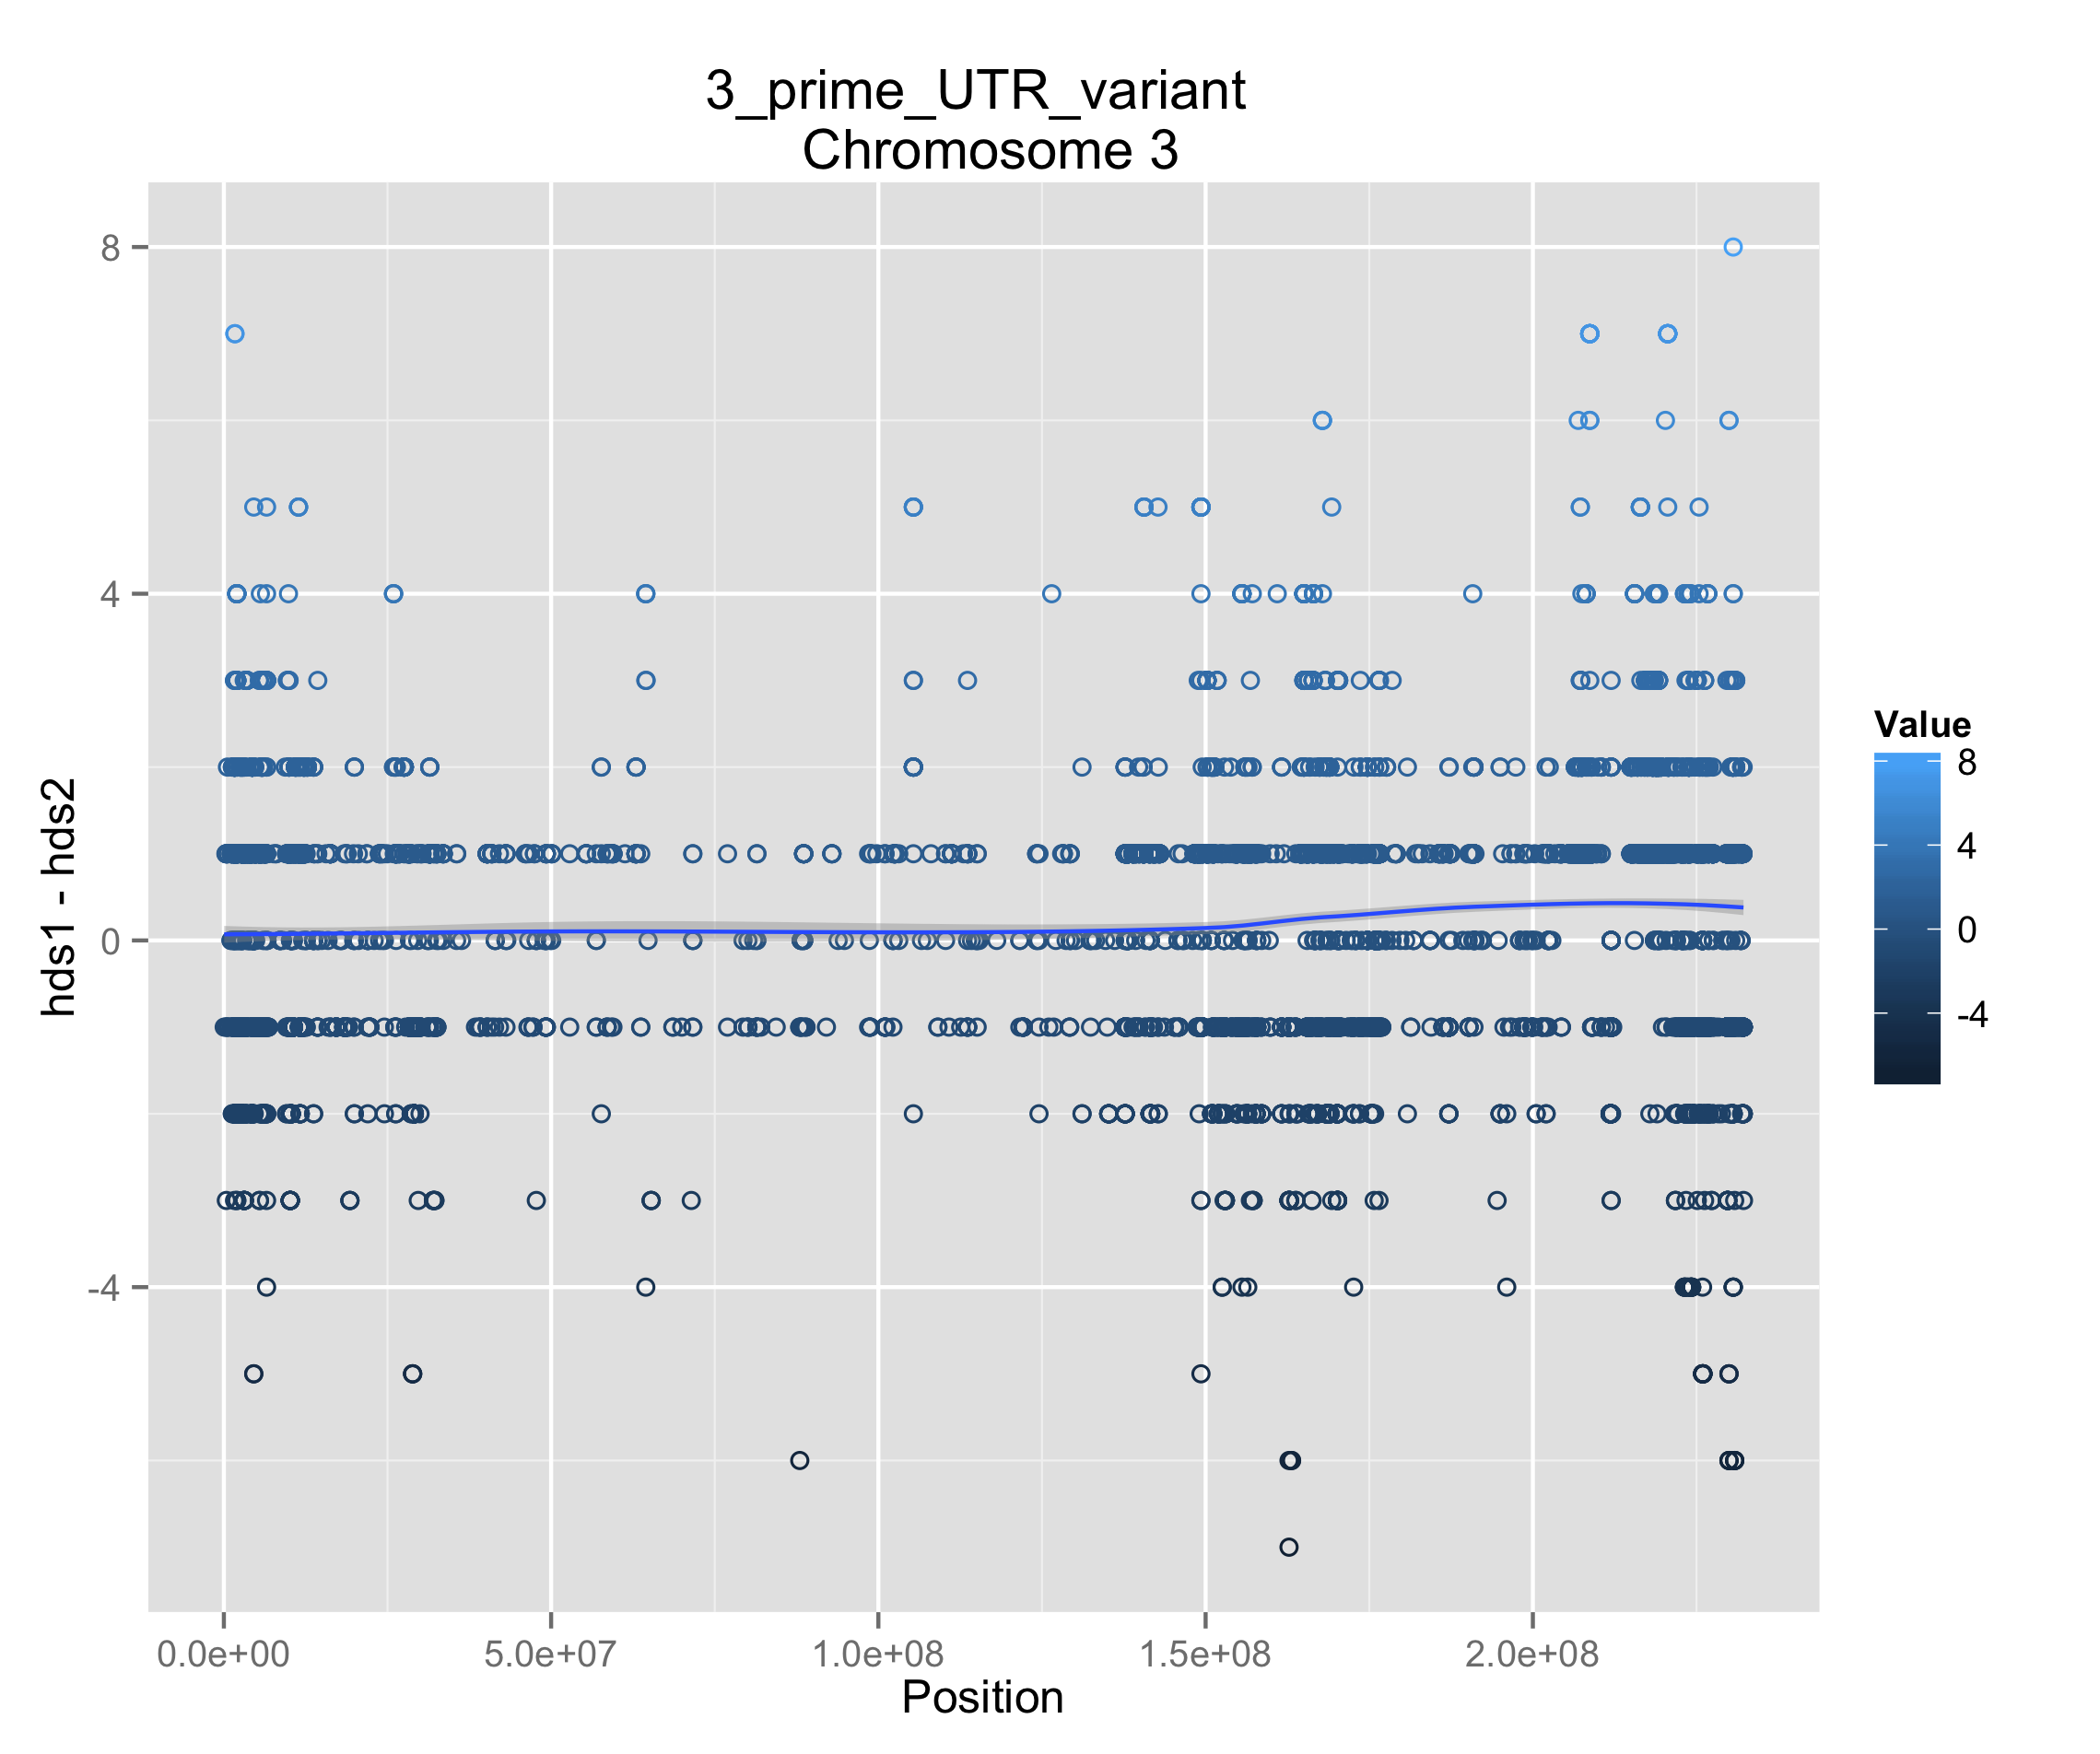 3_prime_UTR_variant
Chromosome 3
hds1 - hds2
8
4
0
-4
0.0e+00
5.0e+07
1.0e+08
1.5e+08
2.0e+08
Position
Value
8
4
0
-4